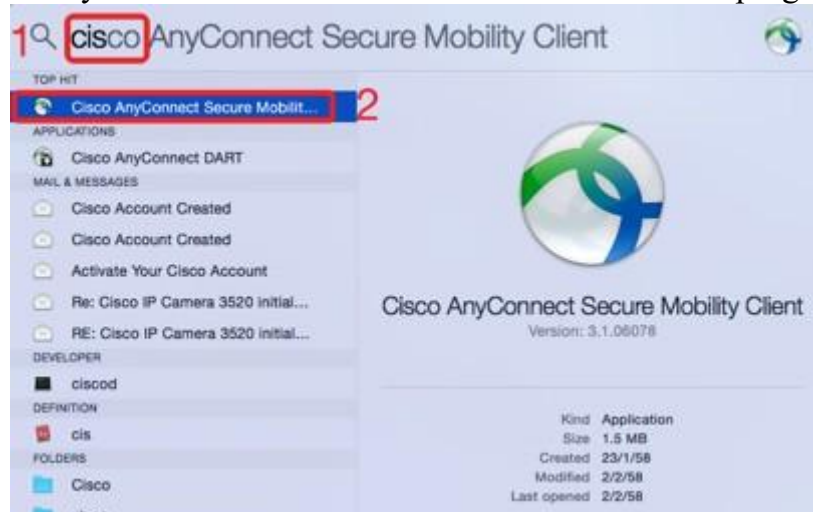 1 cisco AnyConnect Secure Mobility Client
TOP HIT
Cisco AnyConnect Secure Mobilit... 2
APPLICATIONS
Cisco AnyConnect DART
MAIL & MESSAGES
Cisco Account Created
Cisco Account Created
Activate Your Cisco Account
Re: Cisco IP Camera 3520 initial...
RE: Cisco IP Camera 3520 initial...
DEVELOPER
ciscod
DEFINITION
cis
FOLDERS
Cisco
Cisco AnyConnect Secure Mobility Client
Version: 3.1.06078
Kind Application
Size 1.5 MB
Created 23/1/58
Modified 2/2/58
Last opened 2/2/58